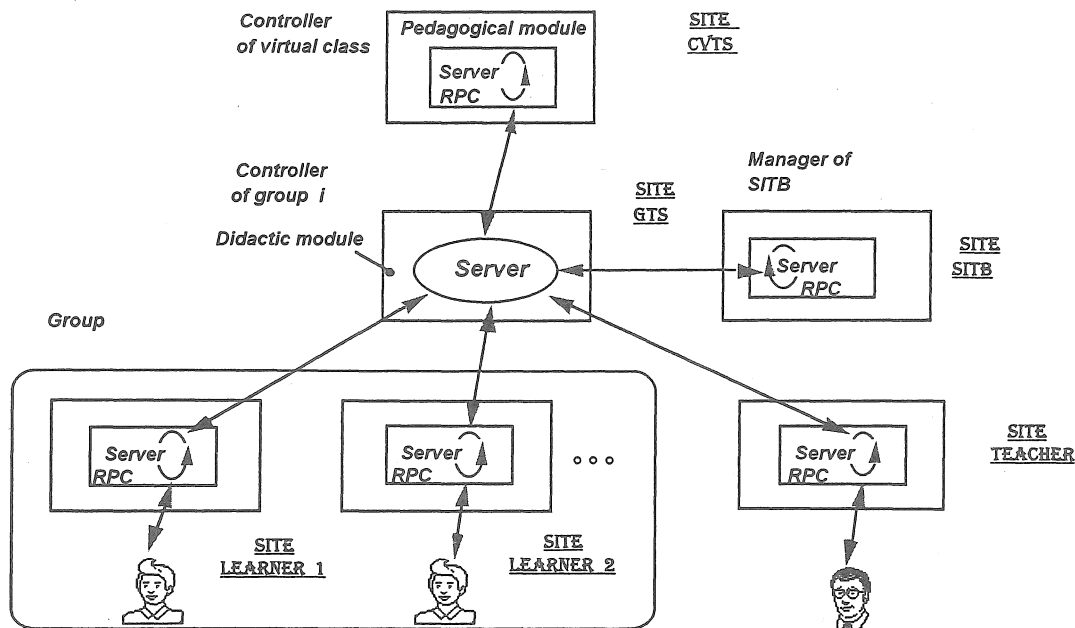 Controller
of virtual class
Pedagogical module
Server
RPC
SITE
CVTS
Controller
of group i
Didactic module
Server
SITE
GTS
Manager of
SITB
Server
RPC
SITE
SITB
Group
Server
RPC
SITE
LEARNER 1
Server
RPC
SITE
LEARNER 2
Server
RPC
SITE
TEACHER